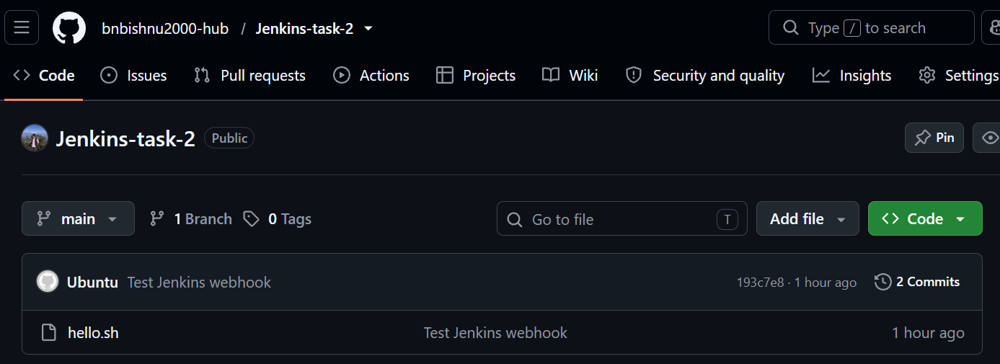 bnbishnu2000-hub / Jenkins-task-2
Type / to search
Code Issues Pull requests Actions Projects Wiki Security and quality Insights Settings
Jenkins-task-2 Public
Pin
main 1 Branch 0 Tags
Go to file T
Add file
Code
Ubuntu Test Jenkins webhook 193c7e8 · 1 hour ago 2 Commits
hello.sh Test Jenkins webhook 1 hour ago